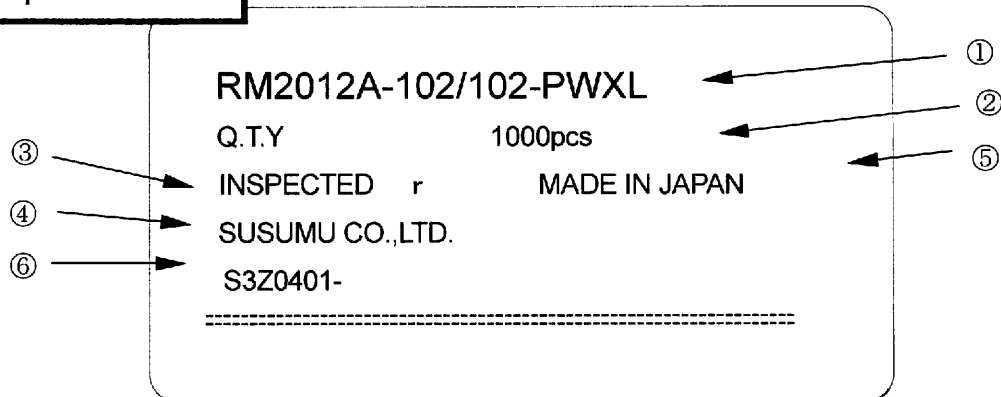 RM2012A-102/102-PWXL ①
Q.T.Y 1000pcs ②
③ INSPECTED r MADE IN JAPAN ⑤
④ SUSUMU CO.,LTD.
⑥ S3Z0401-